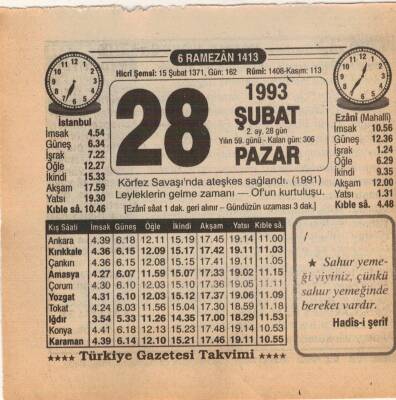 6 RAMEZÂN 1413
Hicrî Şemsî: 15 Şubat 1371, Gün: 162 Rûmî: 1408-Kasım: 113
28
1993
ŞUBAT
2. ay, 28 gün
Yılın 59. günü - Kalan gün: 306
PAZAR
İstanbul
İmsak 4.54
Güneş 6.34
İşrak 7.22
Öğle 12.27
İkindi 15.33
Akşam 17.59
Yatsı 19.30
Kıble sâ. 10.46
Ezânî (Mahallî)
İmsak 10.56
Güneş 12.36
İşrak 1.24
Öğle 6.29
İkindi 9.35
Akşam 12.00
Yatsı 1.31
Kıble sâ. 4.48
Körfez Savaşı'nda ateşkes sağlandı. (1991)
Leyleklerin gelme zamanı — Of'un kurtuluşu.
[Ezânî sâat 1 dak. geri alınır – Gündüzün uzaması 3 dak.]
Kış Sâati İmsak Güneş Öğle İkindi Akşam Yatsı Kıble sâ.
Ankara 4.39 6.18 12.11 15.19 17.45 19.14 11.00
Kırıkkale 4.36 6.15 12.09 15.17 17.42 19.11 11.03
Çankırı 4.36 6.15 12.08 15.15 17.41 19.11 11.05
Amasya 4.27 6.07 11.59 15.07 17.33 19.02 11.15
Çorum 4.30 6.10 12.03 15.10 17.36 19.05 11.11
Yozgat 4.31 6.10 12.03 15.12 17.37 19.06 11.09
Tokat 4.24 6.03 11.56 15.04 17.30 18.59 11.18
Iğdır 3.54 5.33 11.26 14.35 17.00 18.29 11.53
Konya 4.41 6.18 12.13 15.23 17.48 19.14 10.53
Karaman 4.39 6.14 12.10 15.21 17.46 19.11 10.55
★ Sahur yeme-
ği yiyiniz, çünkü
sahur yemeğinde
bereket vardır.
Hadîs-i şerîf
★★★★ Türkiye Gazetesi Takvimi ★★★★